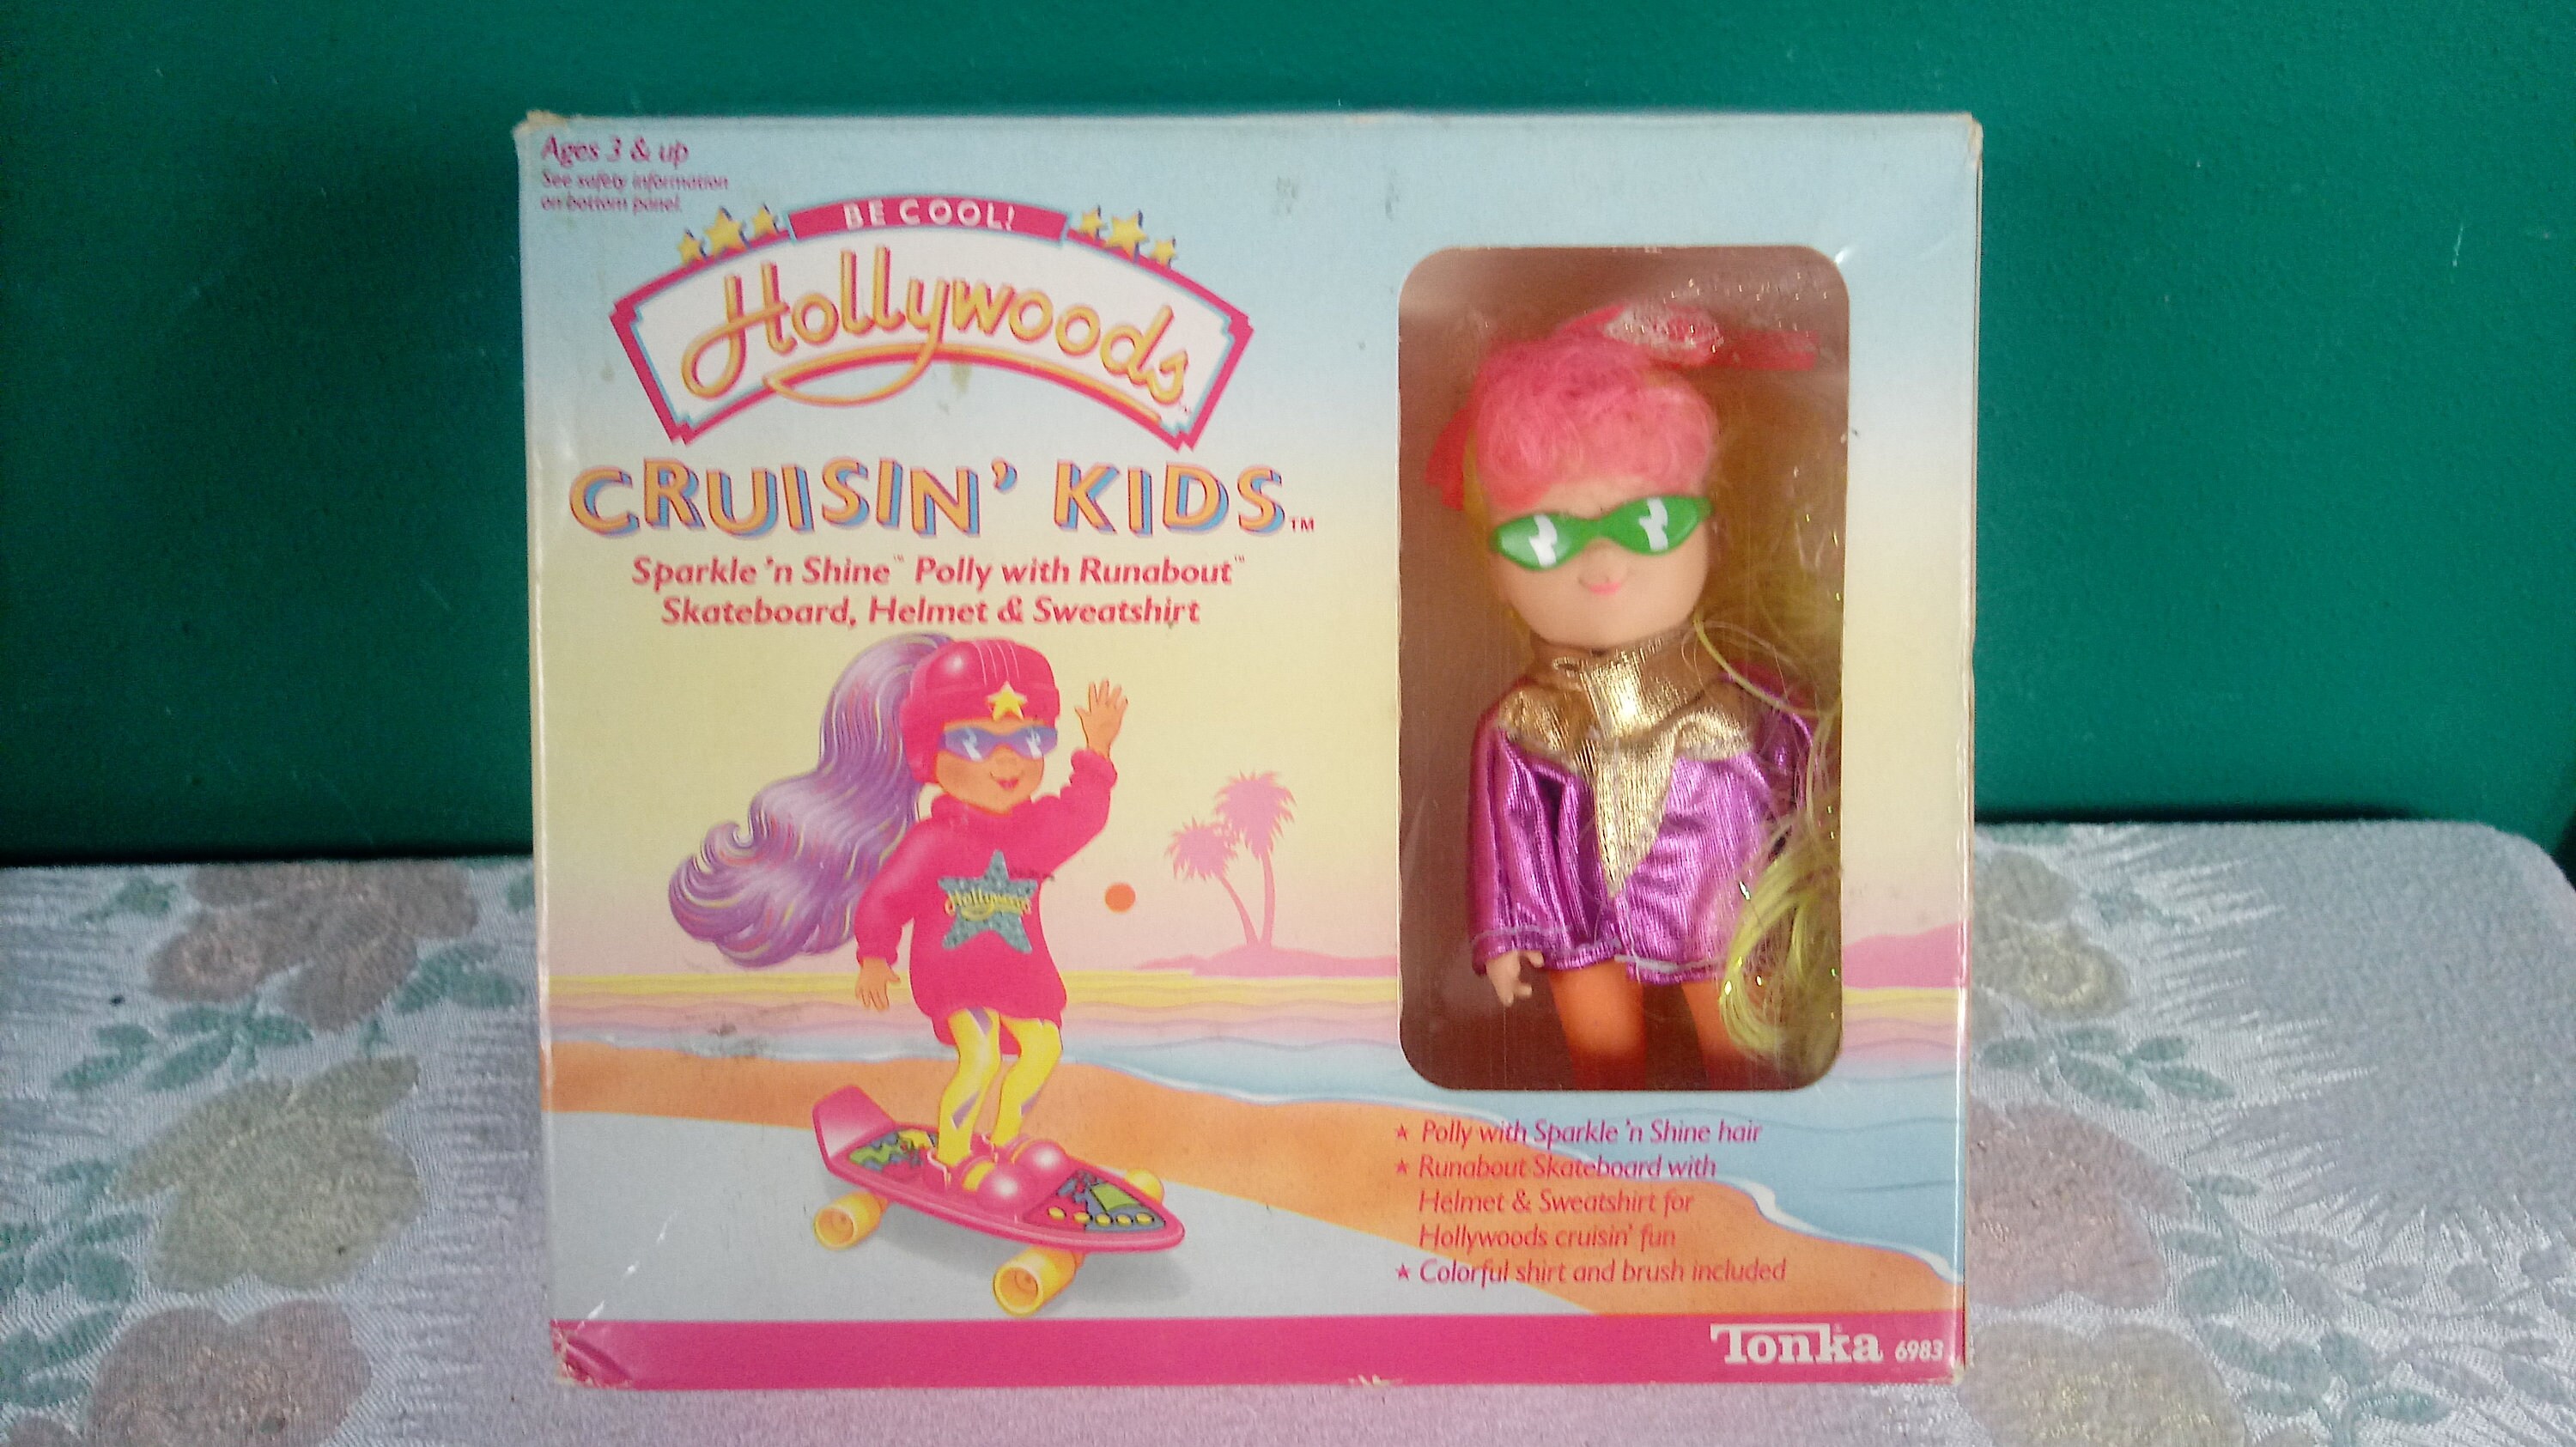 Ages 3 & up
See safety information
on bottom panel.
BE COOL!
Hollywoods
CRUISIN' KIDS™
Sparkle 'n Shine™ Polly with Runabout™
Skateboard, Helmet & Sweatshirt
Hollywoods
★ Polly with Sparkle 'n Shine hair
★ Runabout Skateboard with
Helmet & Sweatshirt for
Hollywoods cruisin' fun
★ Colorful shirt and brush included
Tonka® 6983